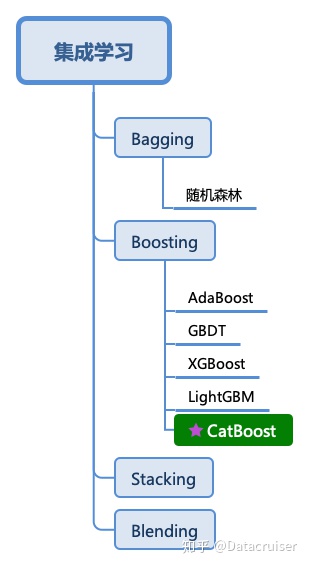 集成学习
Bagging
随机森林
Boosting
AdaBoost
GBDT
XGBoost
LightGBM
CatBoost
Stacking
Blending
知乎 @Datacruiser